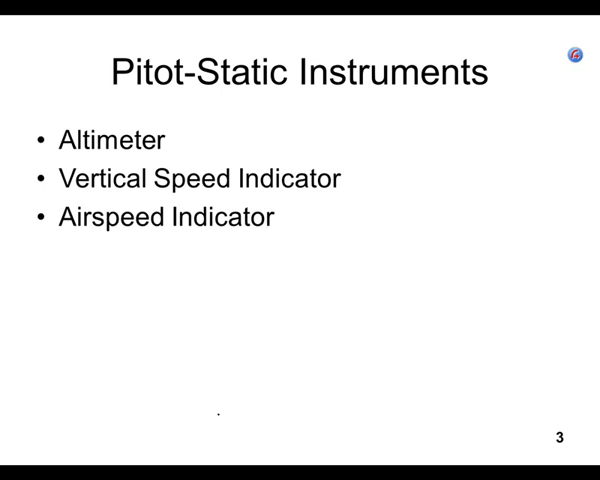 Pitot-Static Instruments
• Altimeter
• Vertical Speed Indicator
• Airspeed Indicator
3